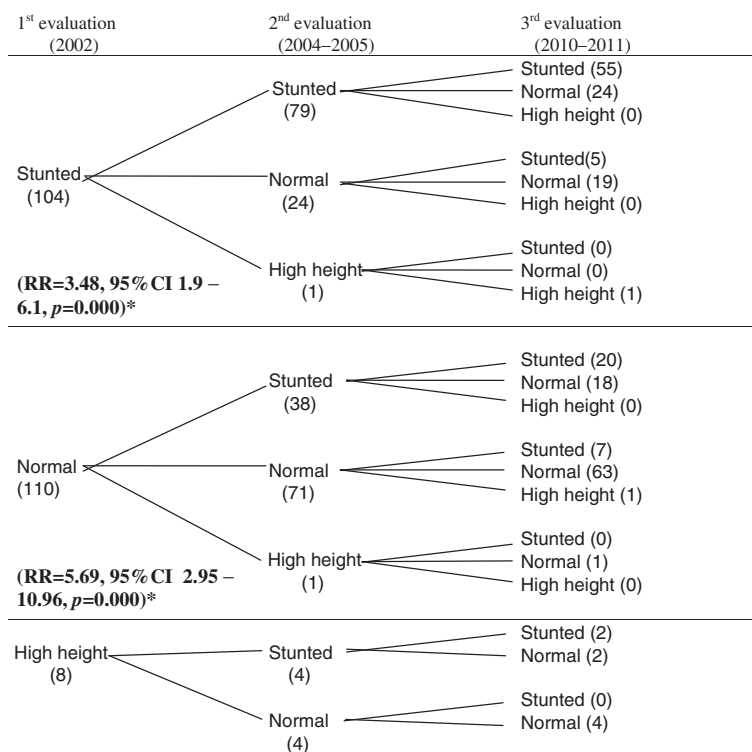 1st evaluation 2nd evaluation 3rd evaluation
(2002) (2004–2005) (2010–2011)
Stunted (55)
Stunted Normal (24)
(79) High height (0)
Stunted(5)
Stunted Normal Normal (19)
(104) (24) High height (0)
Stunted (0)
High height Normal (0)
(1) High height (1)
(RR=3.48, 95%CI 1.9 –
6.1, p=0.000)*
Stunted (20)
Stunted Normal (18)
(38) High height (0)
Stunted (7)
Normal Normal Normal (63)
(110) (71) High height (1)
Stunted (0)
High height Normal (1)
(1) High height (0)
(RR=5.69, 95%CI 2.95 –
10.96, p=0.000)*
Stunted (2)
High height Stunted Normal (2)
(8) (4)
Stunted (0)
Normal Normal (4)
(4)